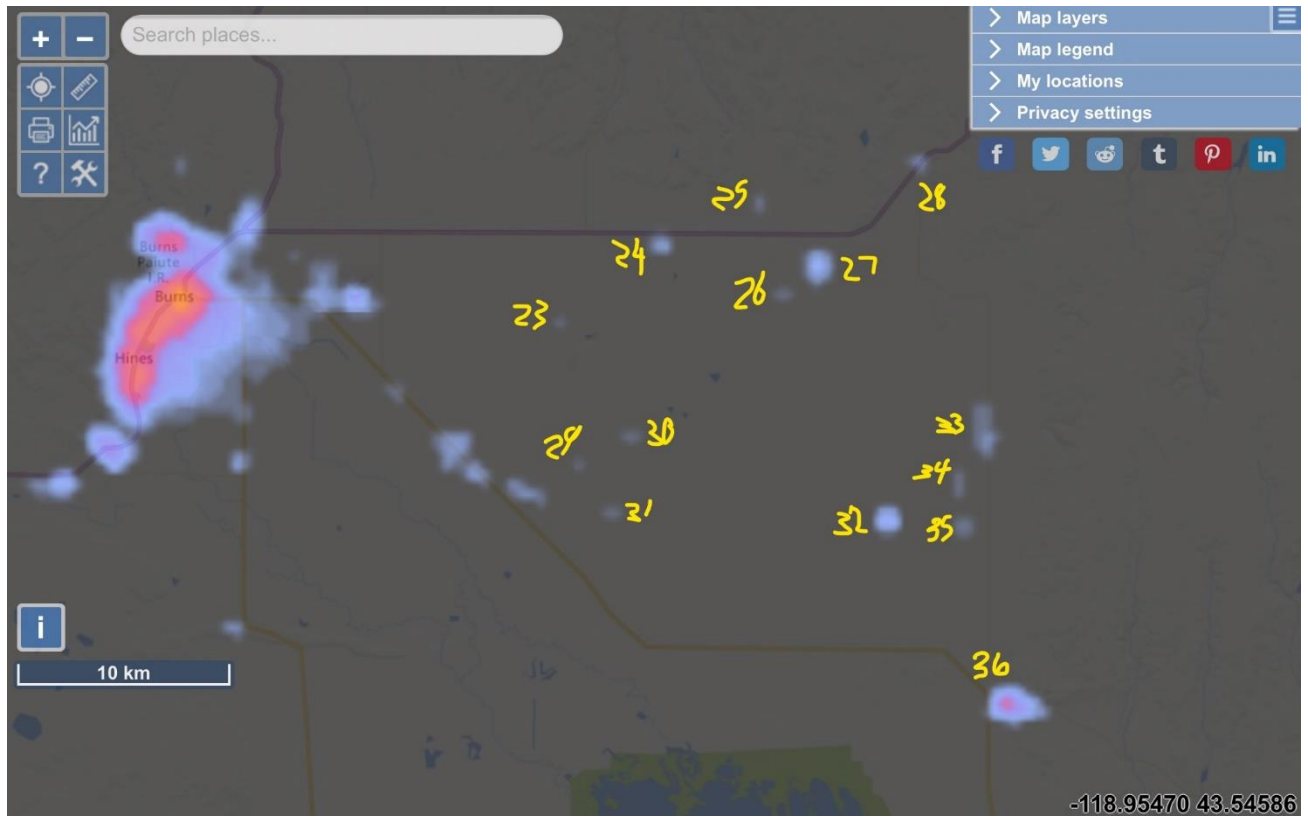 + −
Search places...
Map layers
Map legend
My locations
Privacy settings
?
f t in
28
25
24
27
26
23
Burns
Paiute
I.R.
Burns
Hines
33
30
29
34
31
32
35
i
10 km
36
-118.95470 43.54586